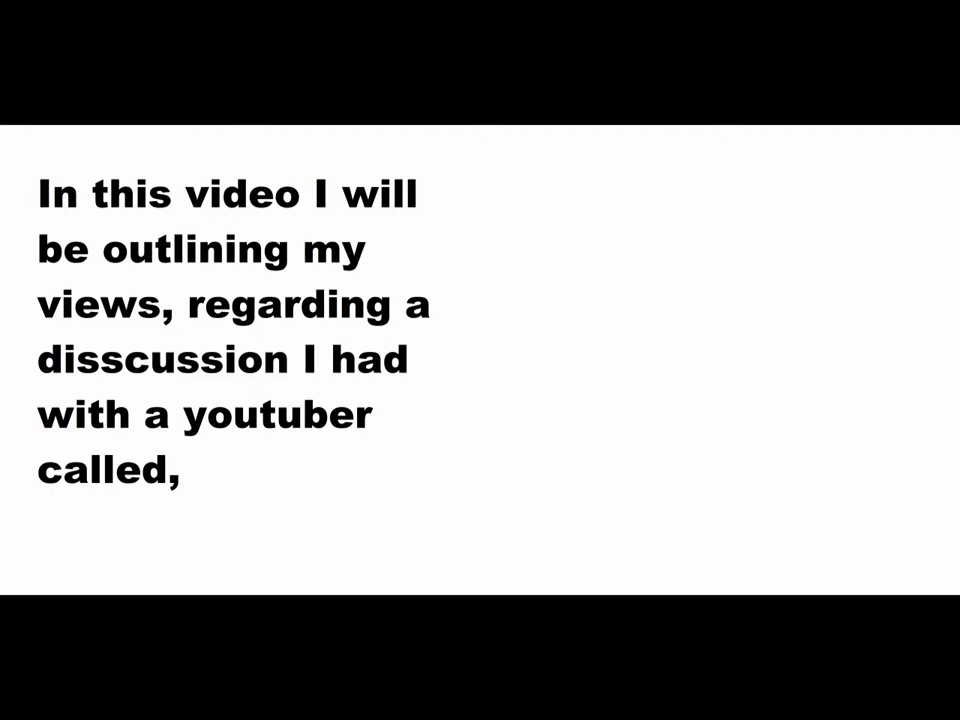 In this video I will
be outlining my
views, regarding a
disscussion I had
with a youtuber
called,